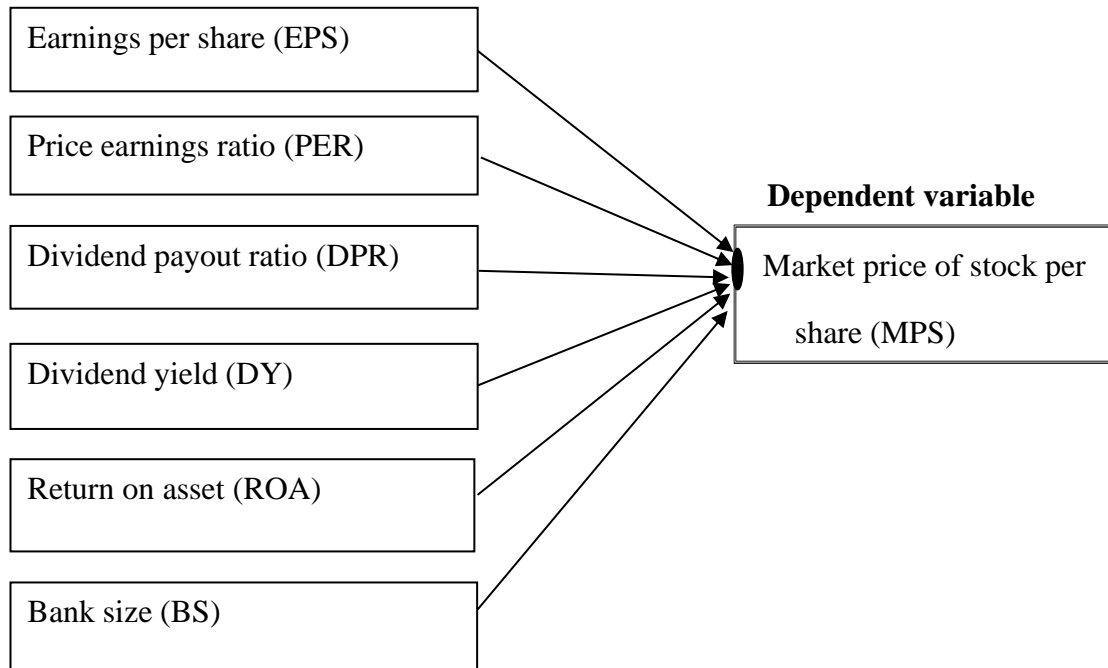 Earnings per share (EPS)
Price earnings ratio (PER)
Dividend payout ratio (DPR)
Dividend yield (DY)
Return on asset (ROA)
Bank size (BS)
Dependent variable
Market price of stock per
share (MPS)